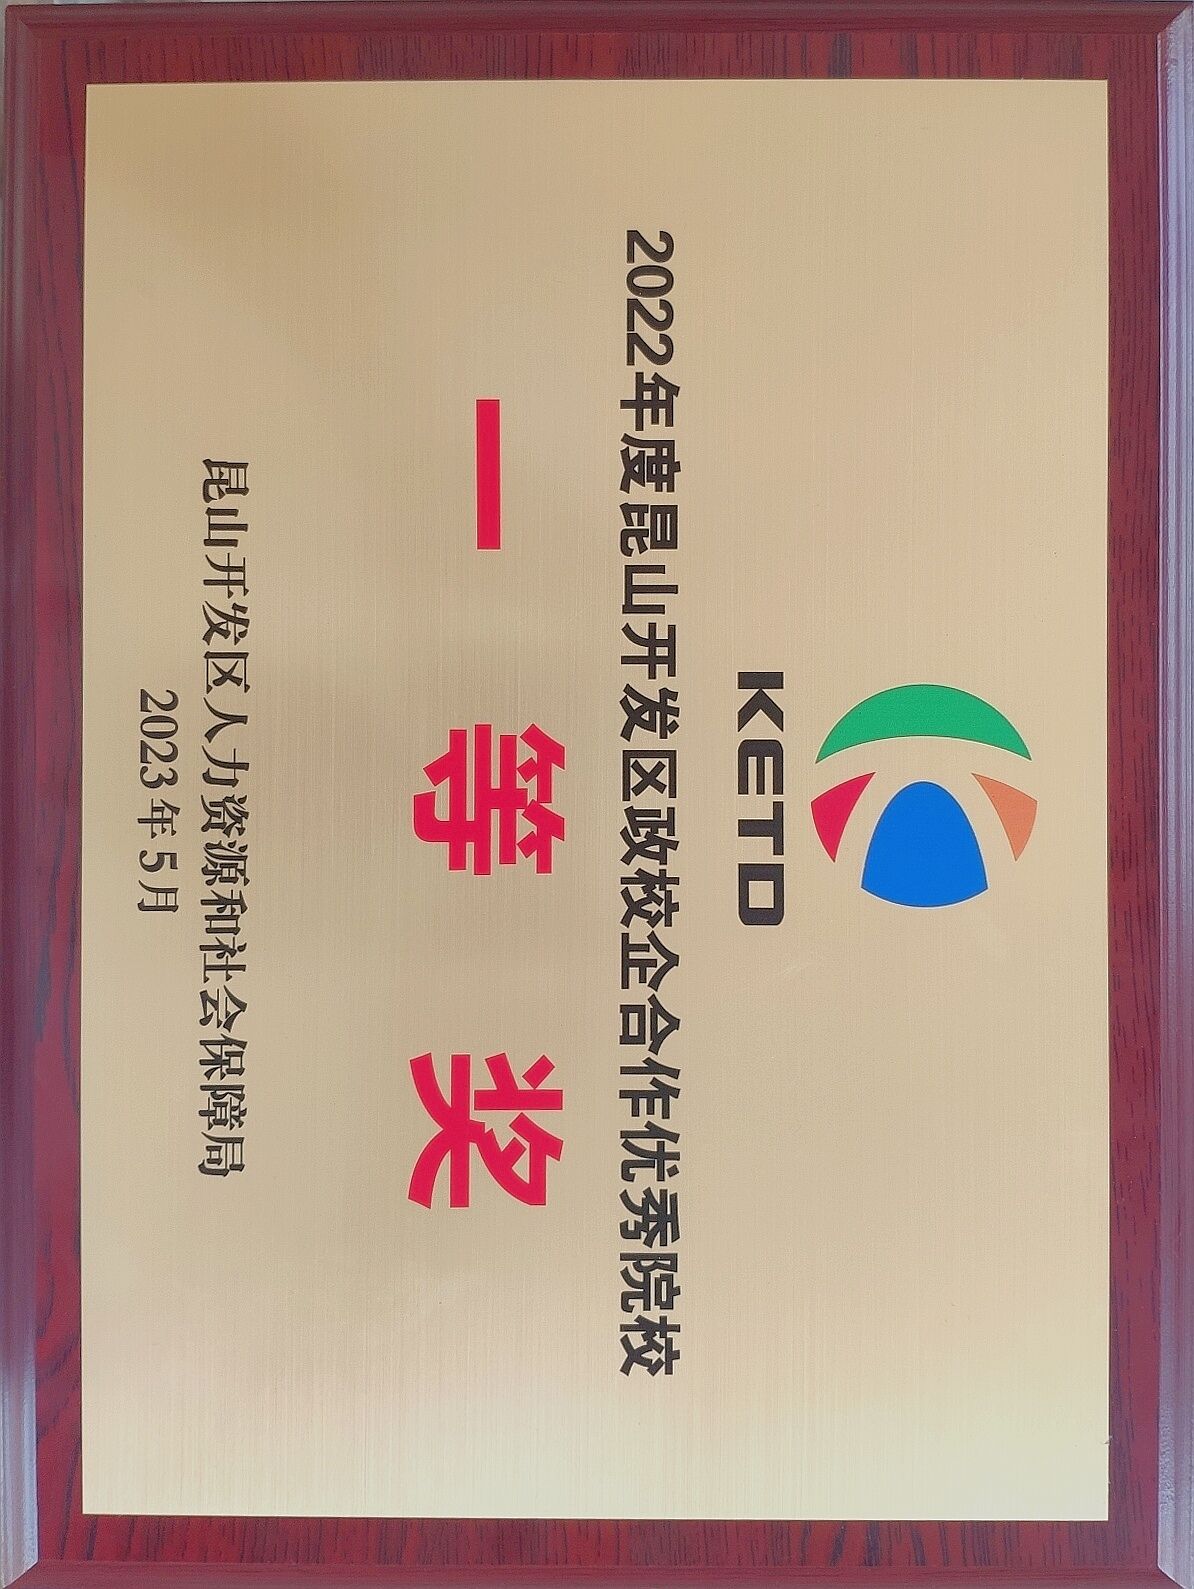 KETD
2022年度昆山开发区政校企合作优秀院校
一等奖
昆山开发区人力资源和社会保障局
2023年5月